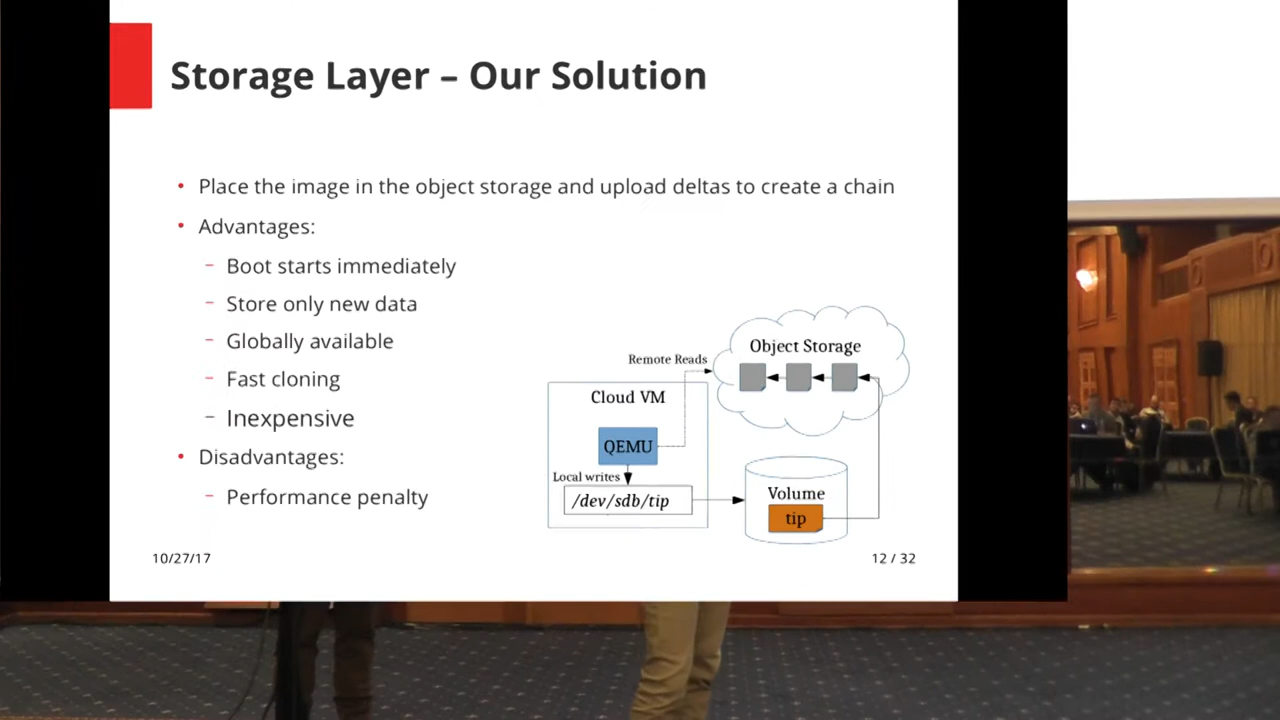 Storage Layer – Our Solution
• Place the image in the object storage and upload deltas to create a chain
• Advantages:
– Boot starts immediately
– Store only new data
– Globally available
– Fast cloning
– Inexpensive
• Disadvantages:
– Performance penalty
Object Storage
Remote Reads
Cloud VM
QEMU
Local writes
/dev/sdb/tip
Volume
tip
10/27/17
12 / 32